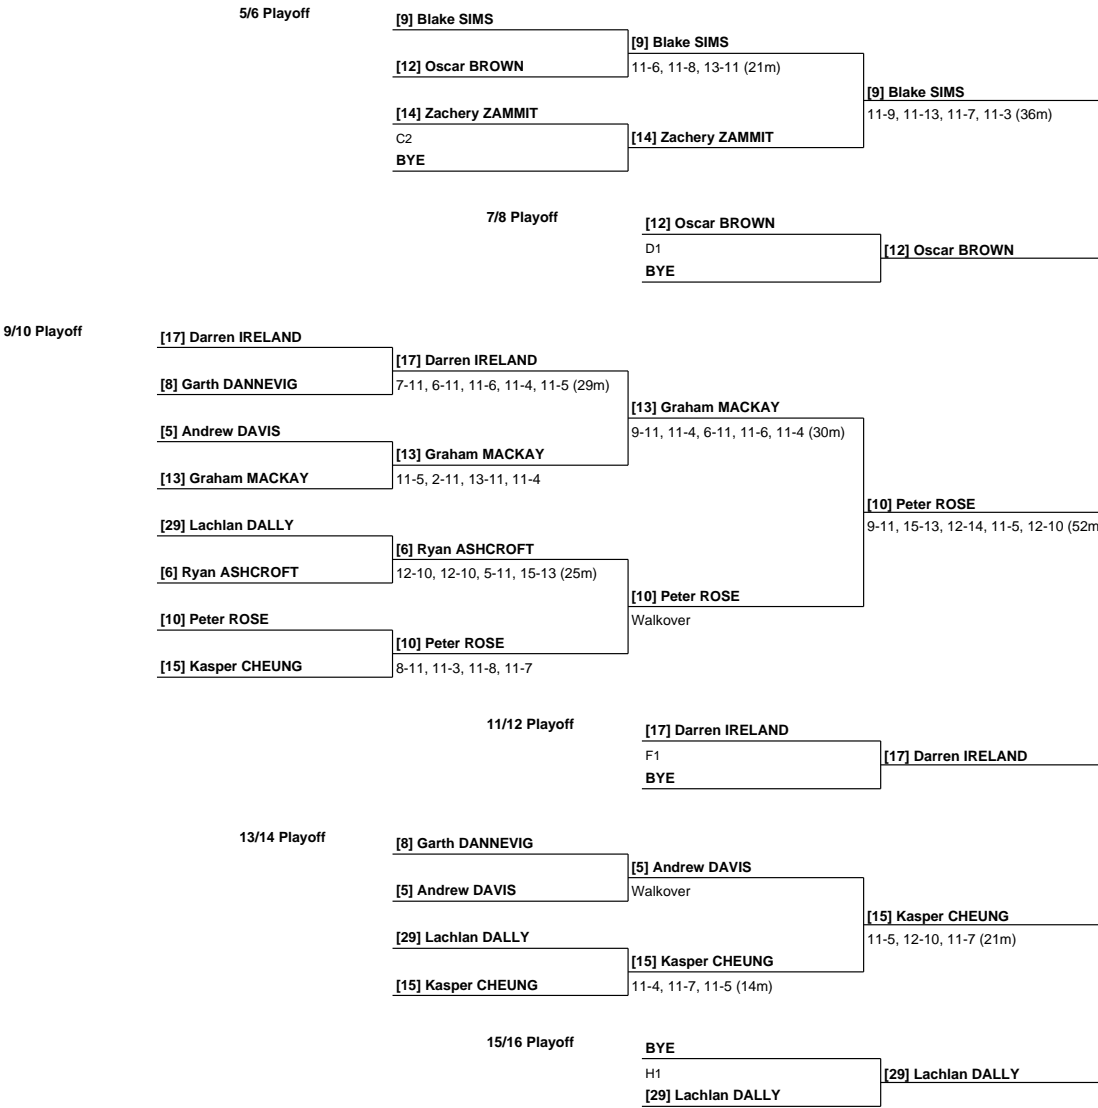 5/6 Playoff
[9] Blake SIMS
[9] Blake SIMS
[12] Oscar BROWN
11-6, 11-8, 13-11 (21m)
[9] Blake SIMS
[14] Zachery ZAMMIT
11-9, 11-13, 11-7, 11-3 (36m)
C2
[14] Zachery ZAMMIT
BYE
7/8 Playoff
[12] Oscar BROWN
D1
[12] Oscar BROWN
BYE
9/10 Playoff
[17] Darren IRELAND
[17] Darren IRELAND
[8] Garth DANNEVIG
7-11, 6-11, 11-6, 11-4, 11-5 (29m)
[13] Graham MACKAY
[5] Andrew DAVIS
9-11, 11-4, 6-11, 11-6, 11-4 (30m)
[13] Graham MACKAY
[13] Graham MACKAY
11-5, 2-11, 13-11, 11-4
[10] Peter ROSE
[29] Lachlan DALLY
9-11, 15-13, 12-14, 11-5, 12-10 (52m
[6] Ryan ASHCROFT
[6] Ryan ASHCROFT
12-10, 12-10, 5-11, 15-13 (25m)
[10] Peter ROSE
[10] Peter ROSE
Walkover
[10] Peter ROSE
[15] Kasper CHEUNG
8-11, 11-3, 11-8, 11-7
11/12 Playoff
[17] Darren IRELAND
F1
[17] Darren IRELAND
BYE
13/14 Playoff
[8] Garth DANNEVIG
[5] Andrew DAVIS
[5] Andrew DAVIS
Walkover
[15] Kasper CHEUNG
[29] Lachlan DALLY
11-5, 12-10, 11-7 (21m)
[15] Kasper CHEUNG
[15] Kasper CHEUNG
11-4, 11-7, 11-5 (14m)
15/16 Playoff
BYE
H1
[29] Lachlan DALLY
[29] Lachlan DALLY